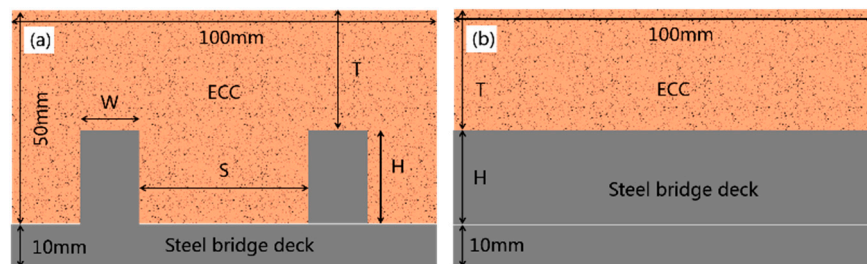 (a)
100mm
T
ECC
W
50mm
S
H
10mm
Steel bridge deck
(b)
100mm
T
ECC
H
Steel bridge deck
10mm